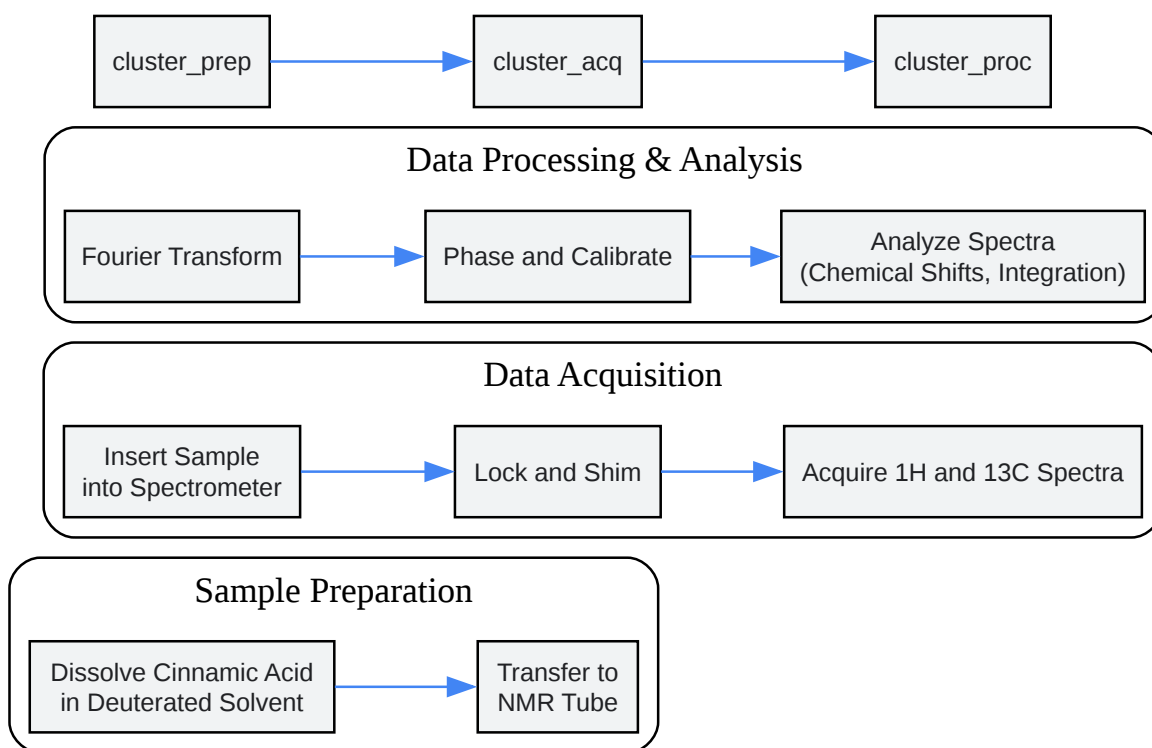 cluster_prep
cluster_acq
cluster_proc
Data Processing & Analysis
Fourier Transform
Phase and Calibrate
Analyze Spectra
(Chemical Shifts, Integration)
Data Acquisition
Insert Sample
into Spectrometer
Lock and Shim
Acquire 1H and 13C Spectra
Sample Preparation
Dissolve Cinnamic Acid
in Deuterated Solvent
Transfer to
NMR Tube